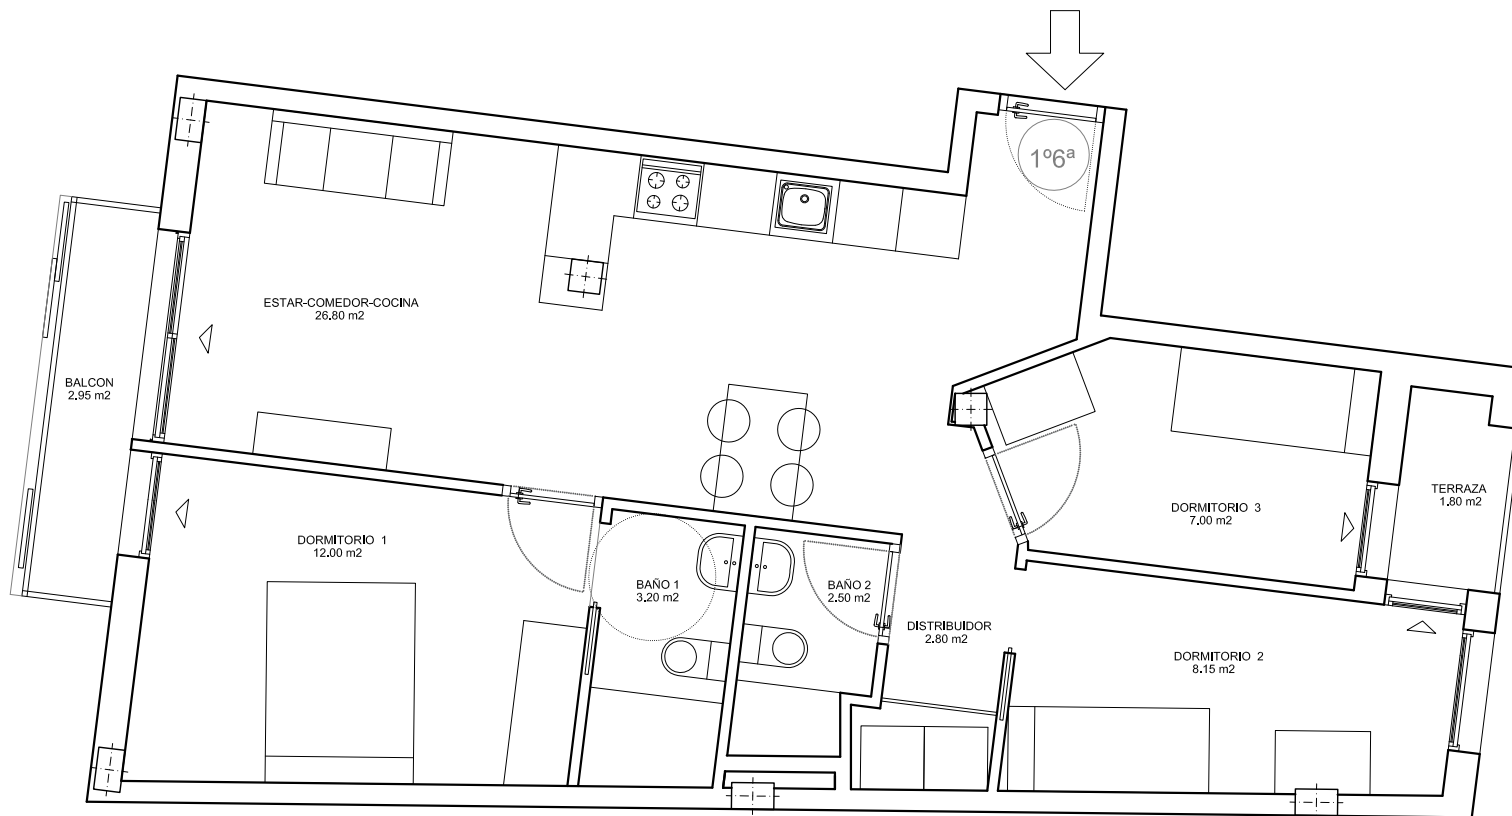 1º6ª
ESTAR-COMEDOR-COCINA
26.80 m2
BALCON
2.95 m2
TERRAZA
1.80 m2
DORMITORIO 3
7.00 m2
DORMITORIO 1
12.00 m2
BAÑO 1
3.20 m2
BAÑO 2
2.50 m2
DISTRIBUIDOR
2.80 m2
DORMITORIO 2
8.15 m2